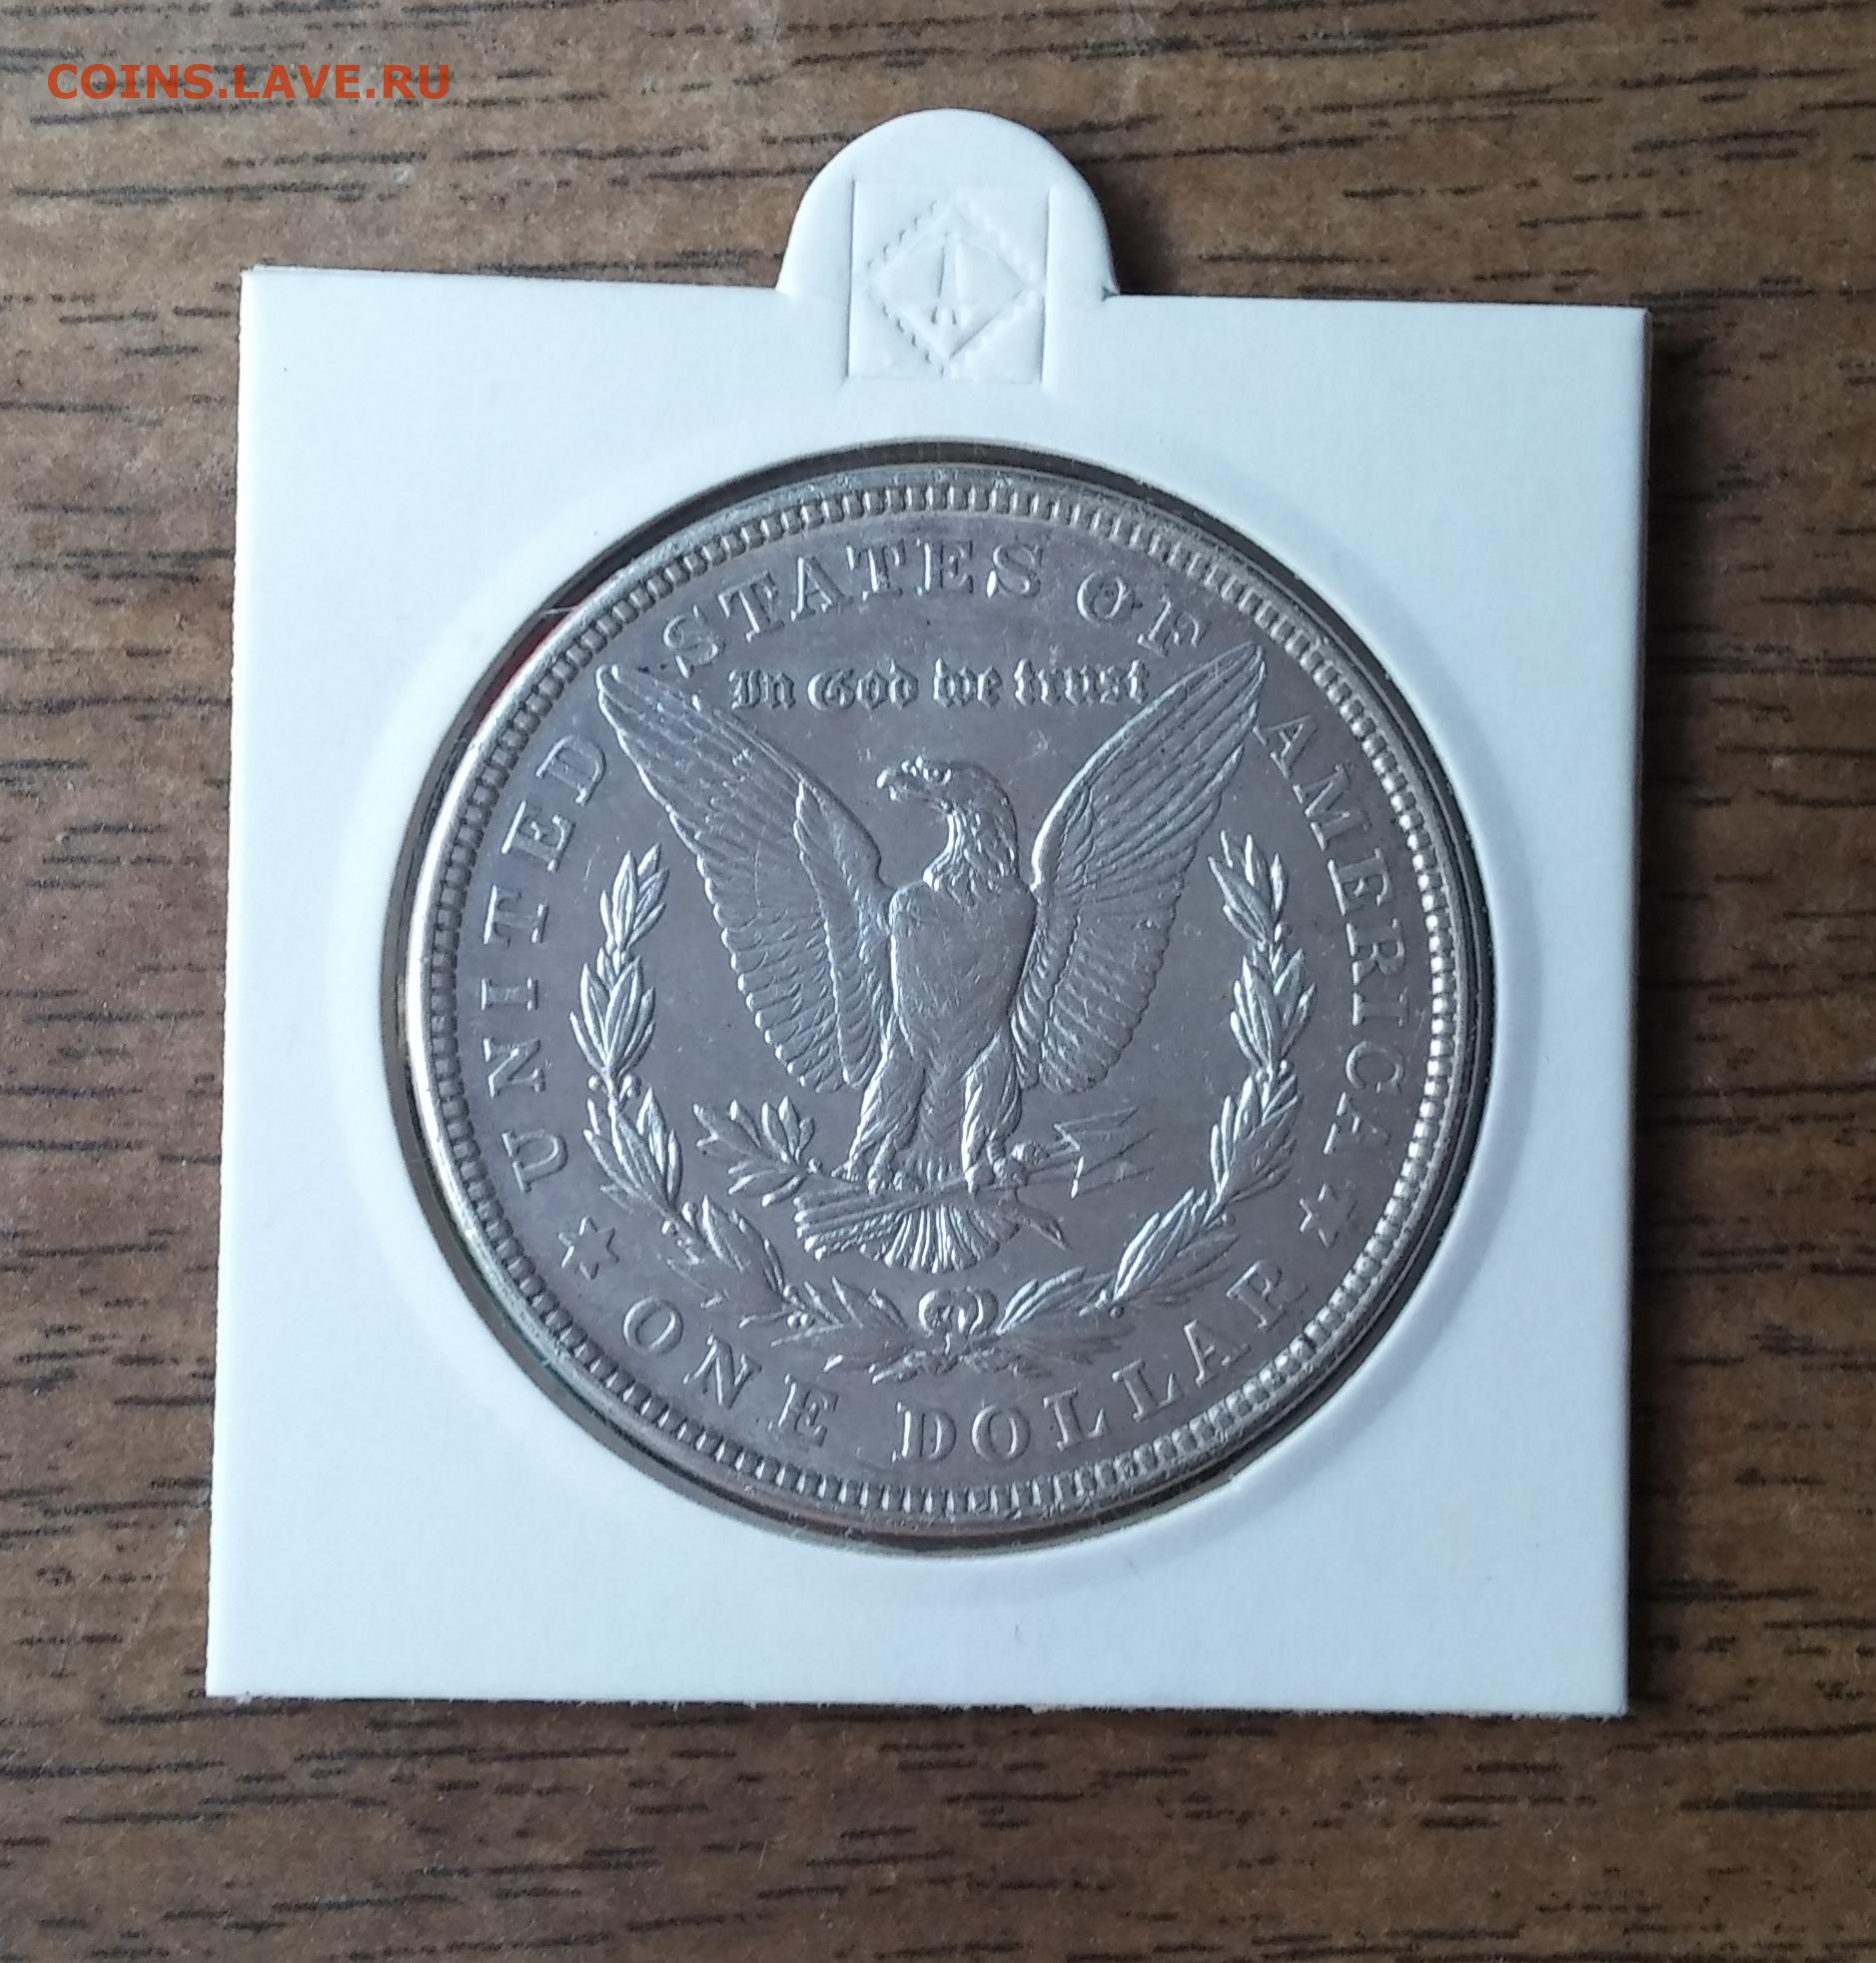 COINS.LAVE.RU
UNITED STATES OF AMERICA
In God we trust
ONE DOLLAR